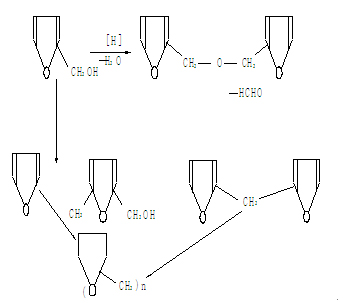 [H]
—H₂O
CH₂OH
O
O
CH₂ — O — CH₂
O
—HCHO
O
CH₂
O
CH₂OH
O
CH₂
O
(O
CH₂)n